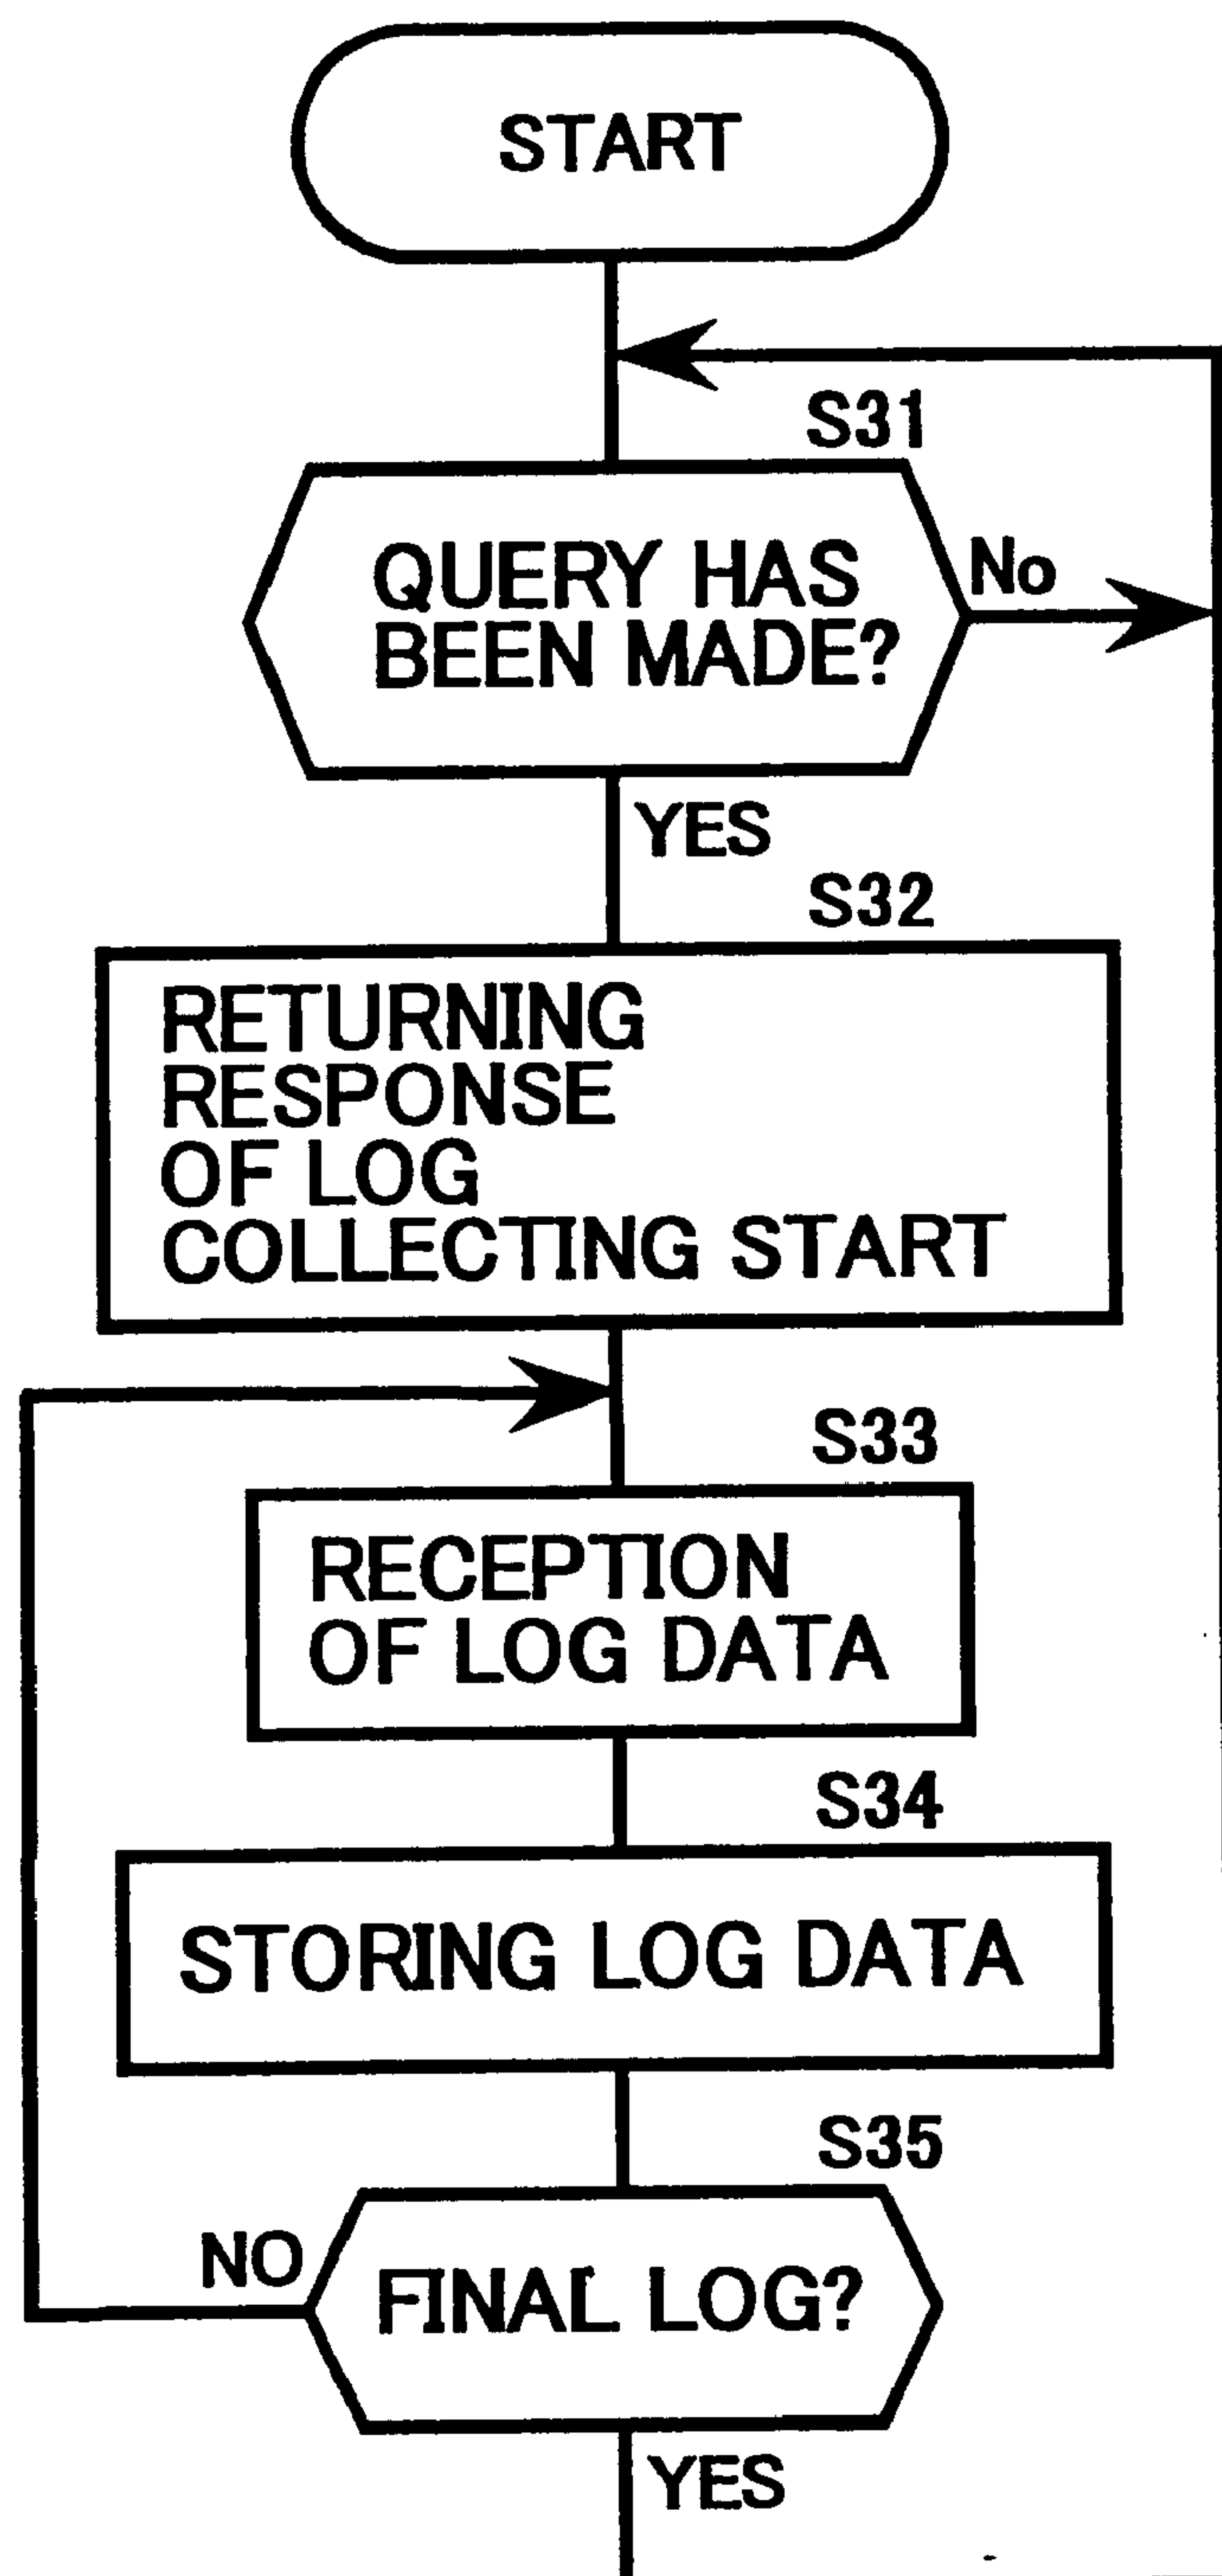 START
S31
QUERY HAS
BEEN MADE?
No
YES
S32
RETURNING
RESPONSE
OF LOG
COLLECTING START
S33
RECEPTION
OF LOG DATA
S34
STORING LOG DATA
S35
NO
FINAL LOG?
YES